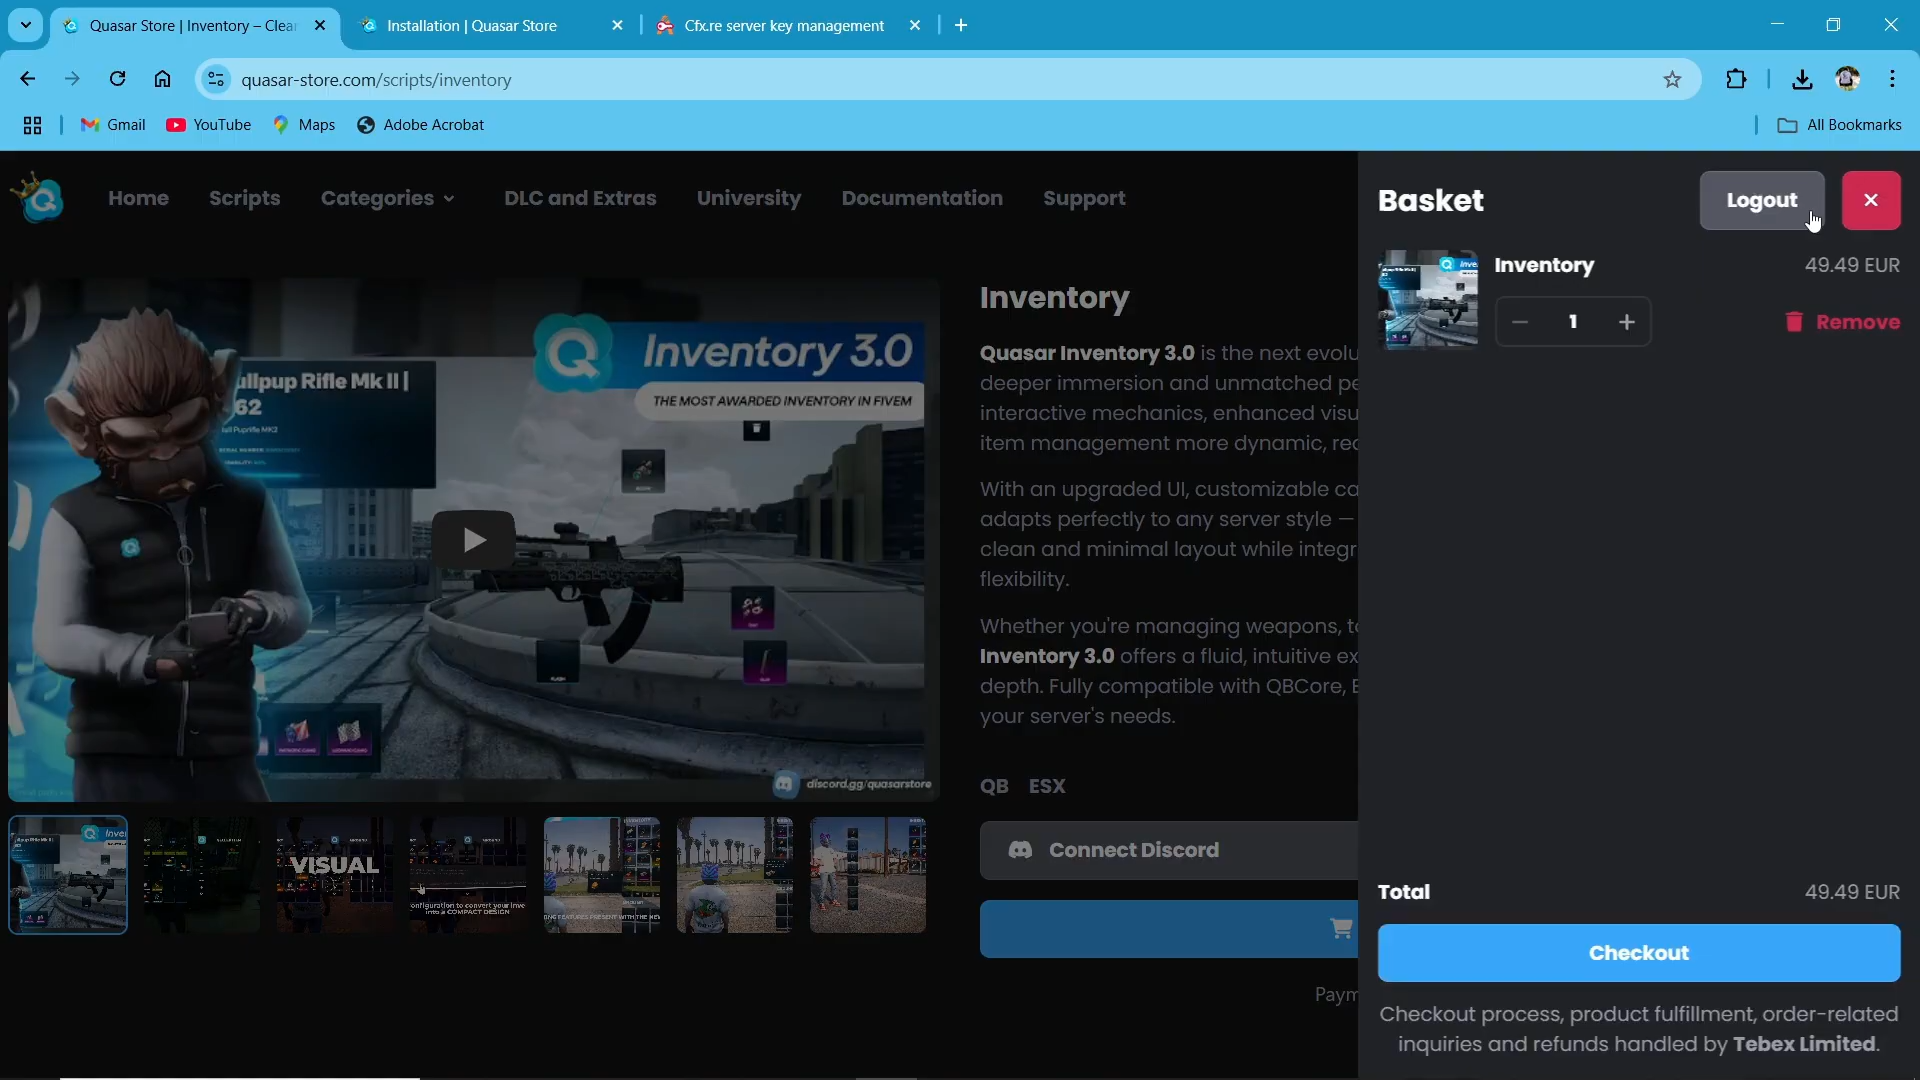 Quasar Store | Inventory – Clea
Installation | Quasar Store
Cfx.re server key management
quasar-store.com/scripts/inventory
Gmail
YouTube
Maps
Adobe Acrobat
All Bookmarks
Home
Scripts
Categories
DLC and Extras
University
Documentation
Support
Basket
Logout
Inventory
49.49 EUR
1
Remove
Inventory 3.0
THE MOST AWARDED INVENTORY IN FIVEM
ullpup Rifle Mk II |
62
discord.gg/quasarstore
VISUAL
Inventory
Quasar Inventory 3.0 is the next evolu
deeper immersion and unmatched pe
interactive mechanics, enhanced visu
item management more dynamic, rea
With an upgraded UI, customizable ca
adapts perfectly to any server style —
clean and minimal layout while integr
flexibility.
Whether you're managing weapons, to
Inventory 3.0 offers a fluid, intuitive ex
depth. Fully compatible with QBCore, E
your server's needs.
QB ESX
Connect Discord
Paym
Total
49.49 EUR
Checkout
Checkout process, product fulfillment, order-related
inquiries and refunds handled by Tebex Limited.